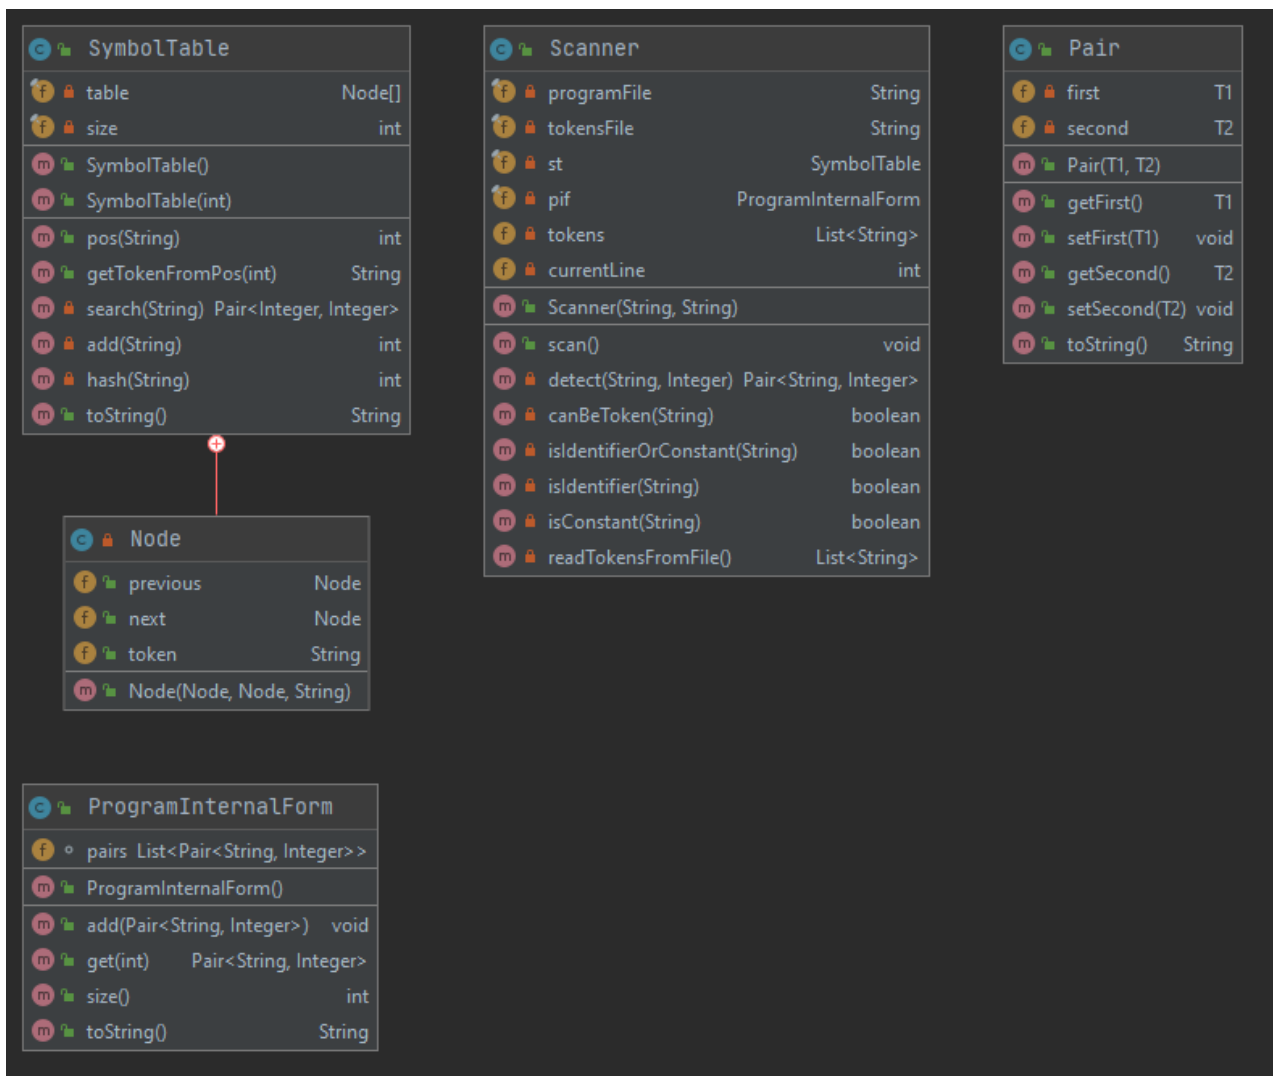 SymbolTable
table Node[]
size int
SymbolTable()
SymbolTable(int)
pos(String) int
getTokenFromPos(int) String
search(String) Pair<Integer, Integer>
add(String) int
hash(String) int
toString() String
Node
previous Node
next Node
token String
Node(Node, Node, String)
ProgramInternalForm
pairs List<Pair<String, Integer>>
ProgramInternalForm()
add(Pair<String, Integer>) void
get(int) Pair<String, Integer>
size() int
toString() String
Scanner
programFile String
tokensFile String
st SymbolTable
pif ProgramInternalForm
tokens List<String>
currentLine int
Scanner(String, String)
scan() void
detect(String, Integer) Pair<String, Integer>
canBeToken(String) boolean
isIdentifierOrConstant(String) boolean
isIdentifier(String) boolean
isConstant(String) boolean
readTokensFromFile() List<String>
Pair
first T1
second T2
Pair(T1, T2)
getFirst() T1
setFirst(T1) void
getSecond() T2
setSecond(T2) void
toString() String